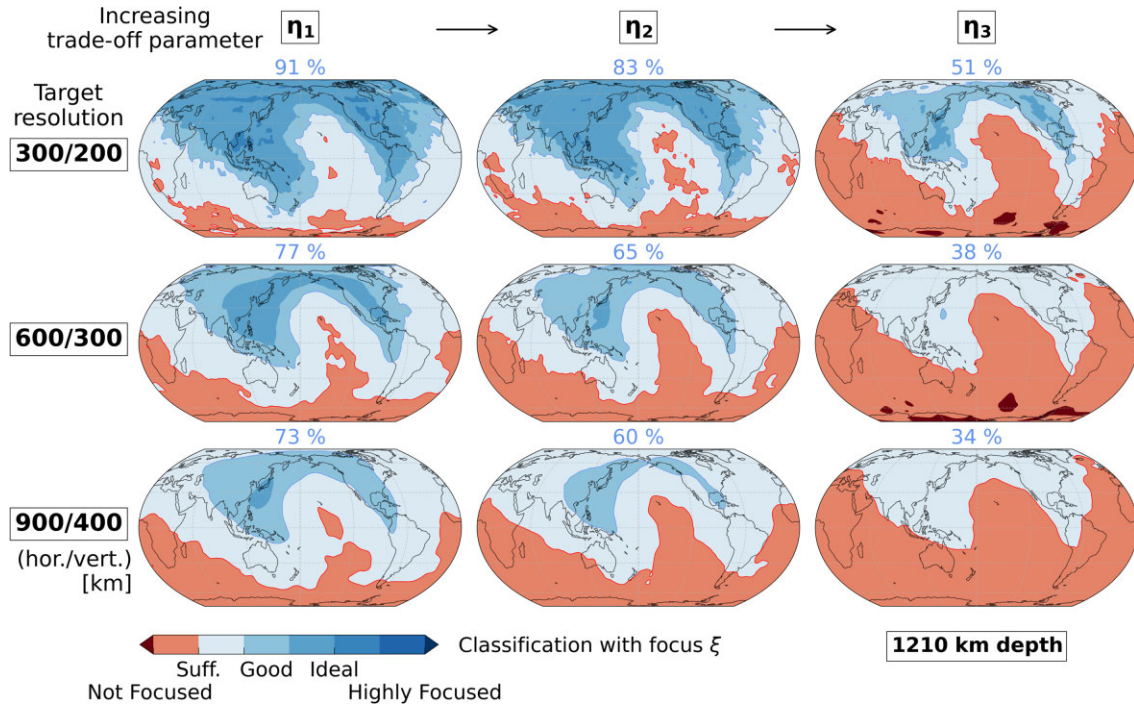 Increasing
trade-off parameter
η1
η2
η3
91 %
83 %
51 %
Target
resolution
300/200
77 %
65 %
38 %
600/300
73 %
60 %
34 %
900/400
(hor./vert.)
[km]
Classification with focus ξ
1210 km depth
Suff. Good Ideal
Not Focused Highly Focused